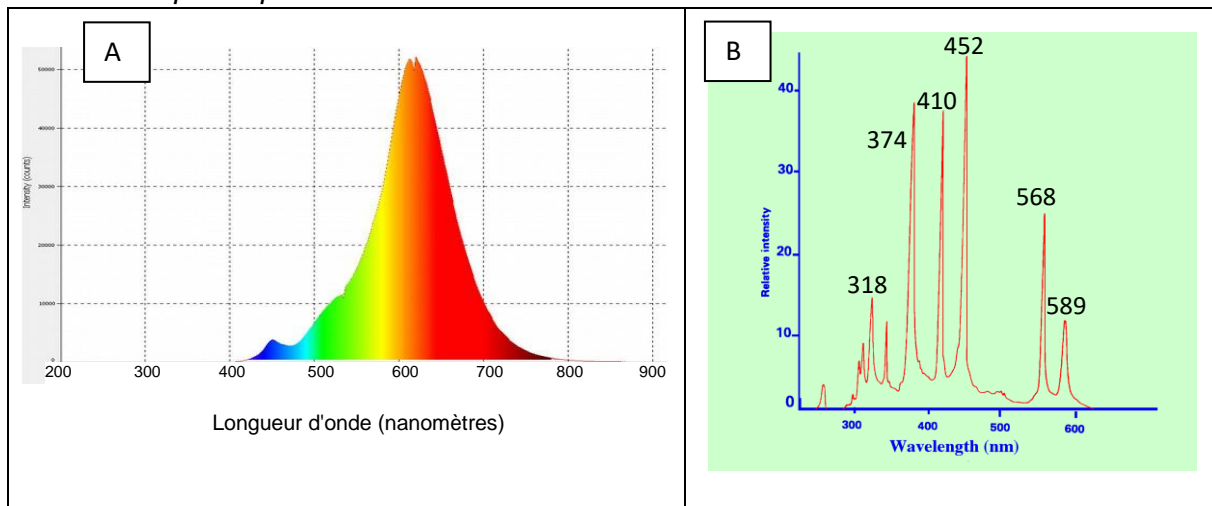 A
Intensity (counts)
50000
40000
30000
20000
10000
0
200 300 400 500 600 700 800 900
Longueur d'onde (nanomètres)
B
452
410
374
568
318
589
Relative intensity
40
30
20
10
0
300 400 500 600
Wavelength (nm)